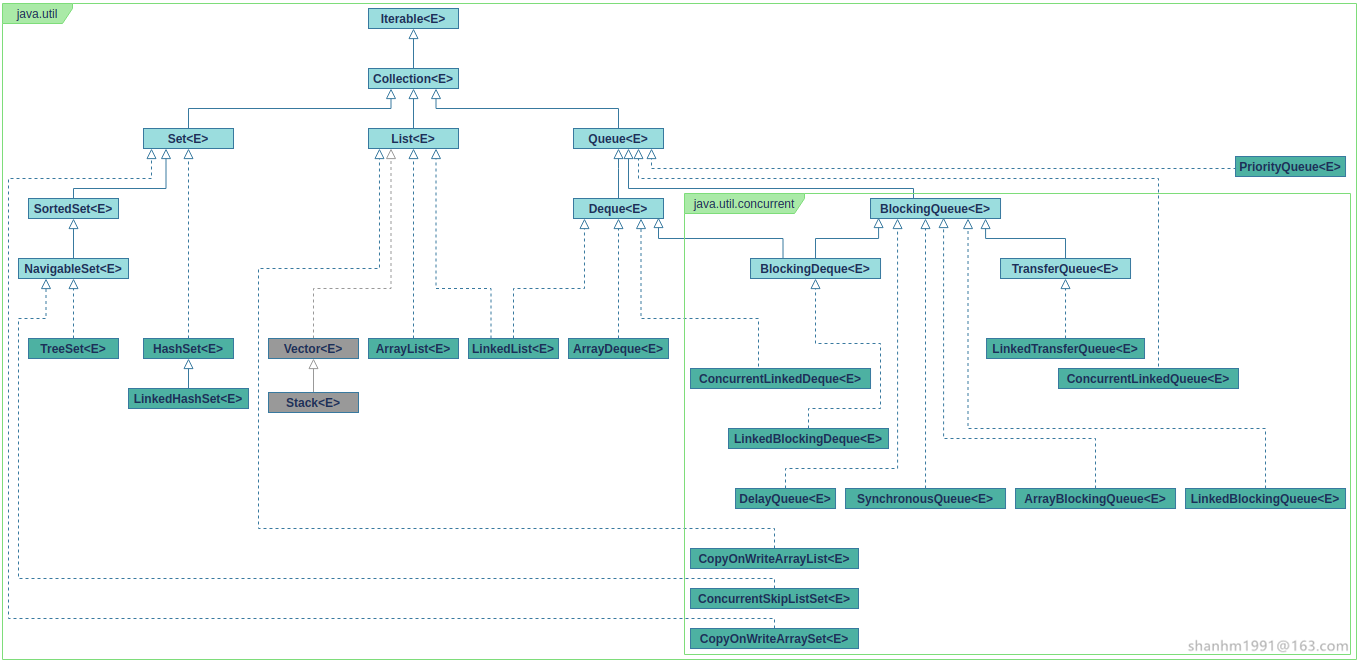 java.util
Iterable<E>
Collection<E>
Set<E>
List<E>
Queue<E>
PriorityQueue<E>
SortedSet<E>
Deque<E>
java.util.concurrent
BlockingQueue<E>
NavigableSet<E>
BlockingDeque<E>
TransferQueue<E>
TreeSet<E>
HashSet<E>
Vector<E>
ArrayList<E>
LinkedList<E>
ArrayDeque<E>
LinkedTransferQueue<E>
ConcurrentLinkedDeque<E>
ConcurrentLinkedQueue<E>
LinkedHashSet<E>
Stack<E>
LinkedBlockingDeque<E>
DelayQueue<E>
SynchronousQueue<E>
ArrayBlockingQueue<E>
LinkedBlockingQueue<E>
CopyOnWriteArrayList<E>
ConcurrentSkipListSet<E>
CopyOnWriteArraySet<E>
shanhm1991@163.com